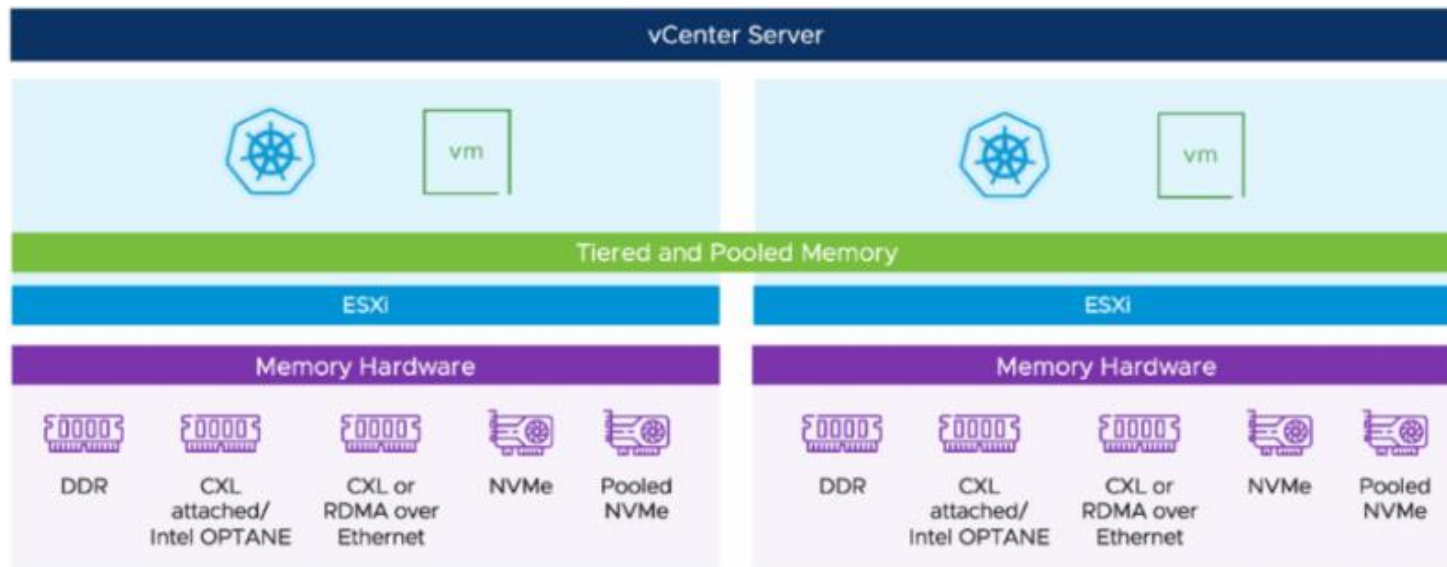 vCenter Server
vm
vm
Tiered and Pooled Memory
ESXi
ESXi
Memory Hardware
Memory Hardware
DDR
CXL
attached/
Intel OPTANE
CXL or
RDMA over
Ethernet
NVMe
Pooled
NVMe
DDR
CXL
attached/
Intel OPTANE
CXL or
RDMA over
Ethernet
NVMe
Pooled
NVMe